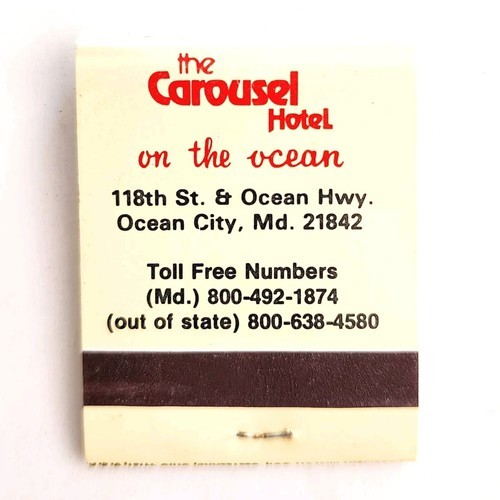 the
Carousel
Hotel
on the ocean
118th St. & Ocean Hwy.
Ocean City, Md. 21842
Toll Free Numbers
(Md.) 800-492-1874
(out of state) 800-638-4580